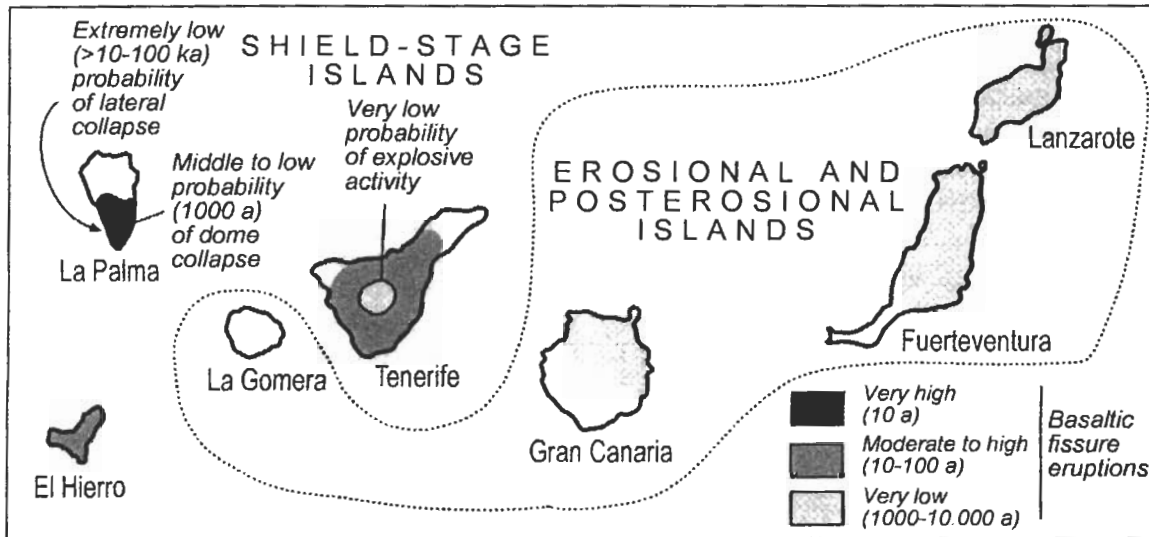 Extremely low
(>10-100 ka)
probability
of lateral
collapse
SHIELD-STAGE
ISLANDS
Very low
probability
of explosive
activity
Middle to low
probability
(1000 a)
of dome
collapse
La Palma
EROSIONAL AND
POSTEROSIONAL
ISLANDS
Lanzarote
Fuerteventura
La Gomera
Tenerife
Gran Canaria
El Hierro
Very high
(10 a)
Moderate to high
(10-100 a)
Very low
(1000-10.000 a)
Basaltic
fissure
eruptions